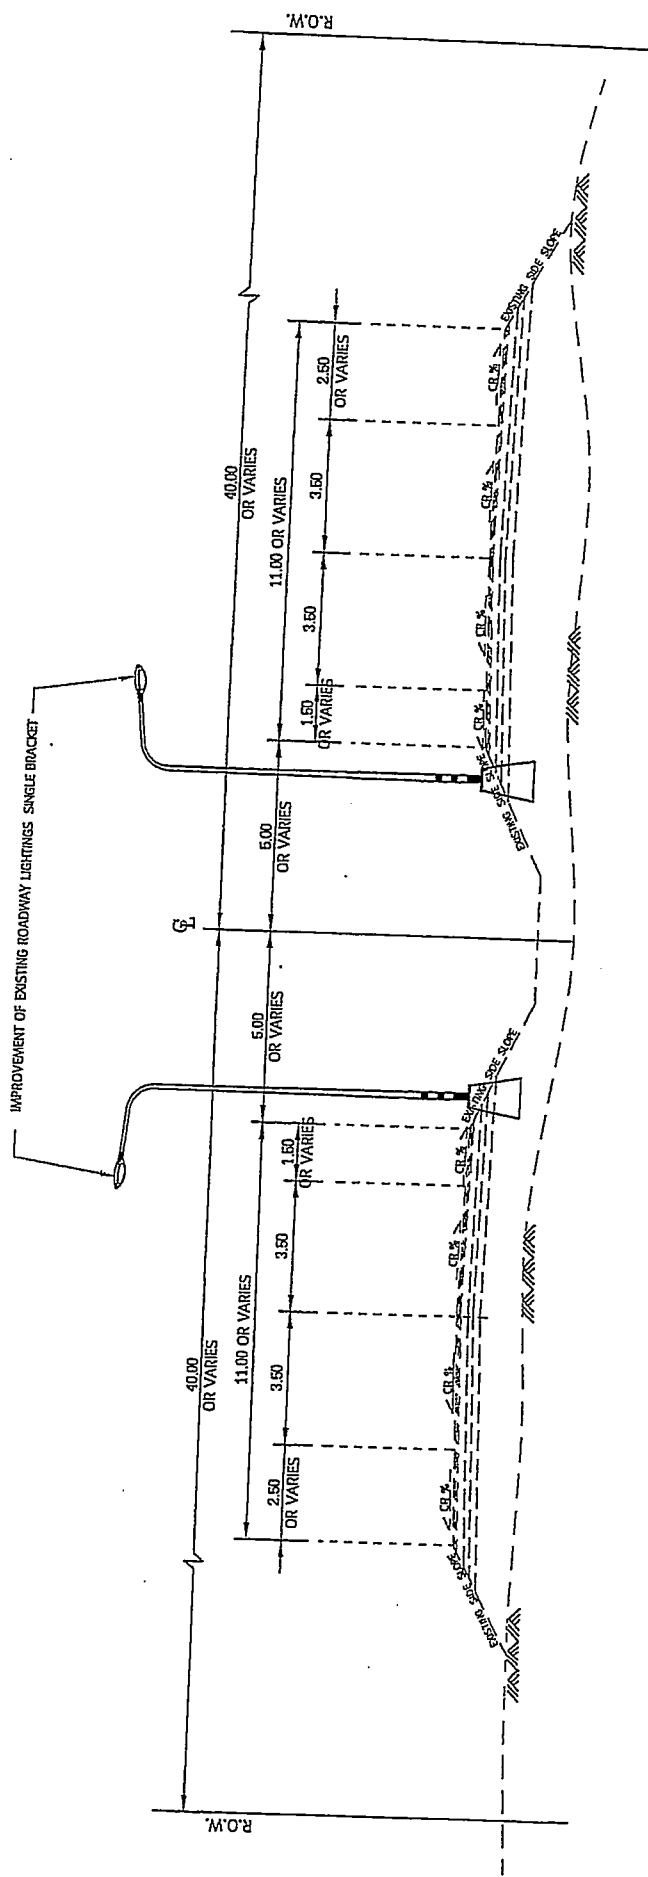 IMPROVEMENT OF EXISTING ROADWAY LIGHTINGS SINGLE BRACKET
R.O.W.
R.O.W.
40.00
OR VARIES
40.00
OR VARIES
CL
11.00 OR VARIES
5.00
OR VARIES
5.00
OR VARIES
11.00 OR VARIES
2.50
OR VARIES
3.50
3.50
1.50
OR VARIES
1.50
OR VARIES
3.50
3.50
2.50
OR VARIES
EXISTING SIDE SLOPE
CR %
CR %
CR %
CR %
EXISTING SIDE SLOPE
EXISTING SIDE SLOPE
CR %
CR %
CR %
CR %
EXISTING SIDE SLOPE